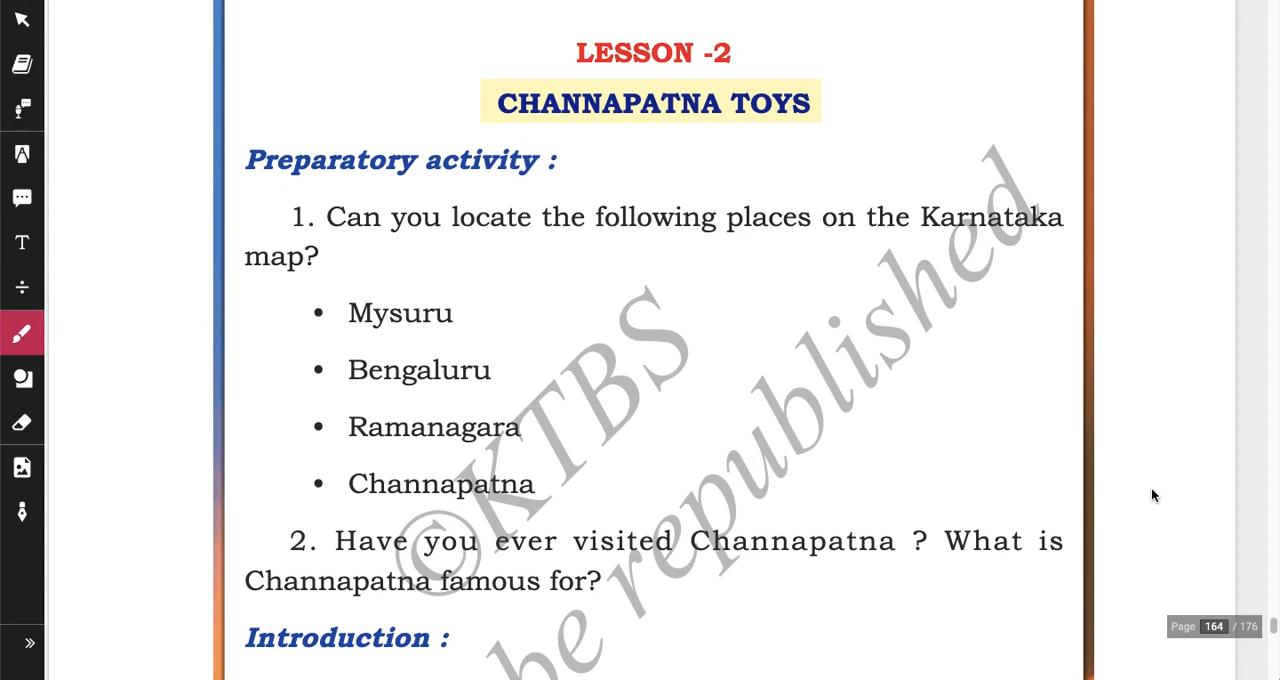 LESSON -2
CHANNAPATNA TOYS
Preparatory activity :
1. Can you locate the following places on the Karnataka
map?
• Mysuru
• Bengaluru
• Ramanagara
• Channapatna
2. Have you ever visited Channapatna ? What is
Channapatna famous for?
Introduction :
©KTBS
be republished
Page 164 / 176